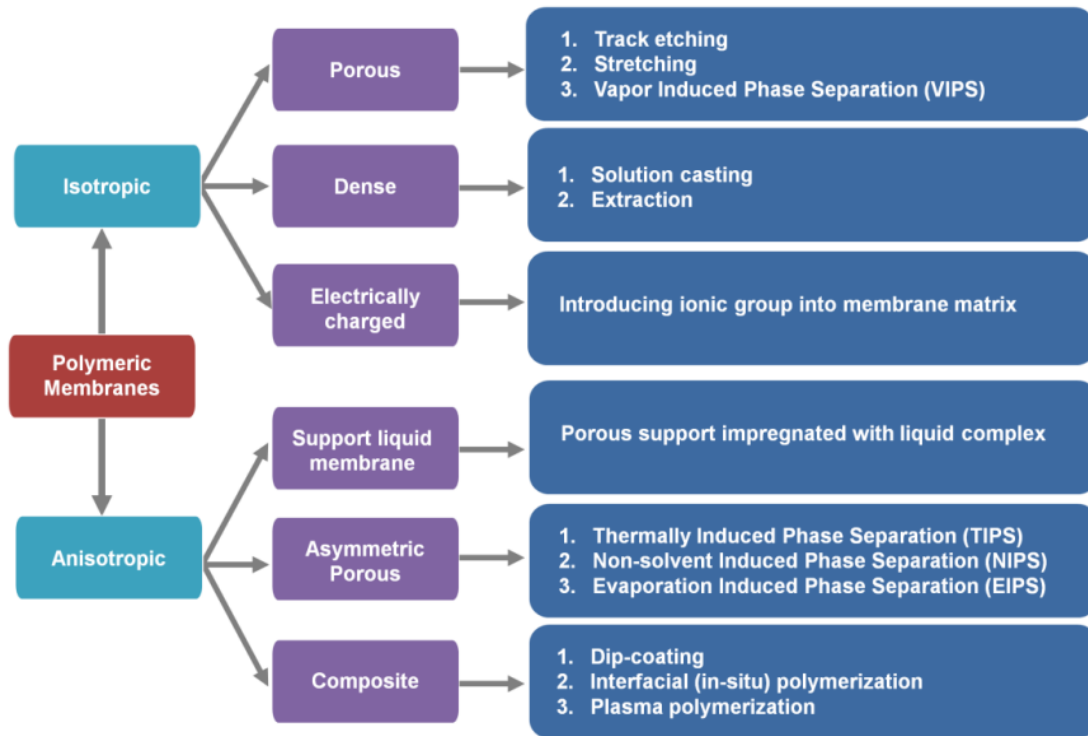 Porous
1. Track etching
2. Stretching
3. Vapor Induced Phase Separation (VIPS)
Isotropic
Dense
1. Solution casting
2. Extraction
Electrically
charged
Introducing ionic group into membrane matrix
Polymeric
Membranes
Support liquid
membrane
Porous support impregnated with liquid complex
Anisotropic
Asymmetric
Porous
1. Thermally Induced Phase Separation (TIPS)
2. Non-solvent Induced Phase Separation (NIPS)
3. Evaporation Induced Phase Separation (EIPS)
Composite
1. Dip-coating
2. Interfacial (in-situ) polymerization
3. Plasma polymerization